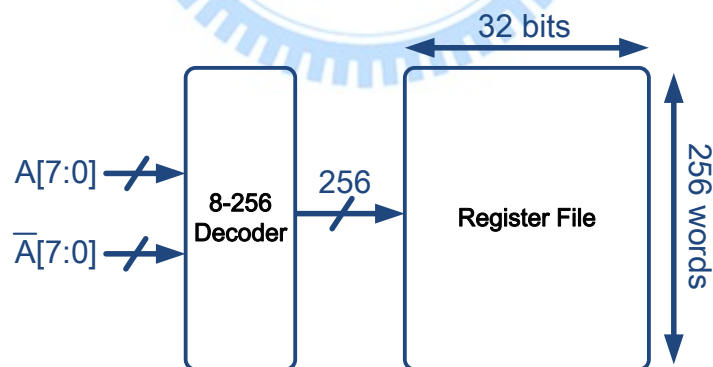 32 bits
A[7:0]
A̅[7:0]
8-256
Decoder
256
Register File
256 words